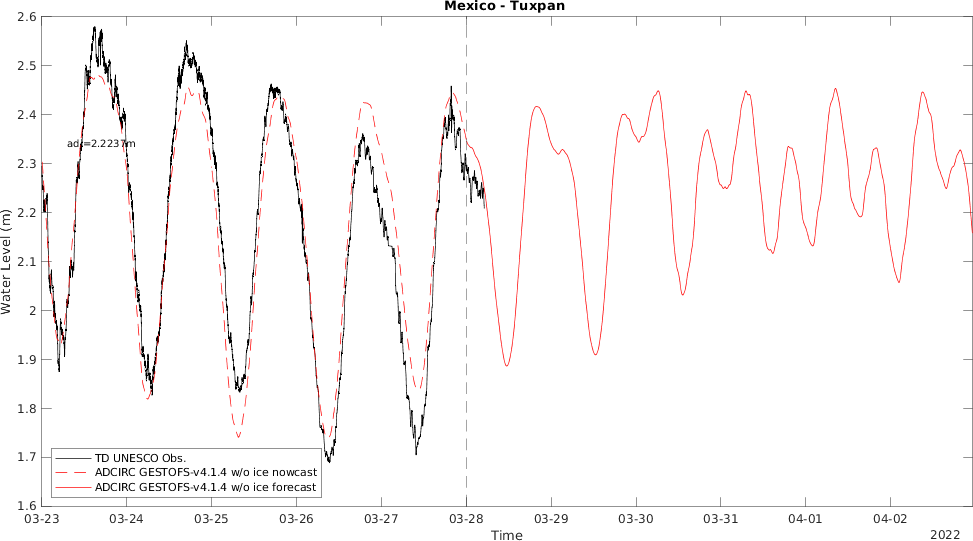 Mexico - Tuxpan
2.6
2.5
2.4
2.3
2.2
2.1
2
1.9
1.8
1.7
1.6
Water Level (m)
adj=2.2237m
TD UNESCO Obs.
ADCIRC GESTOFS-v4.1.4 w/o ice nowcast
ADCIRC GESTOFS-v4.1.4 w/o ice forecast
03-23 03-24 03-25 03-26 03-27 03-28 03-29 03-30 03-31 04-01 04-02
Time
2022